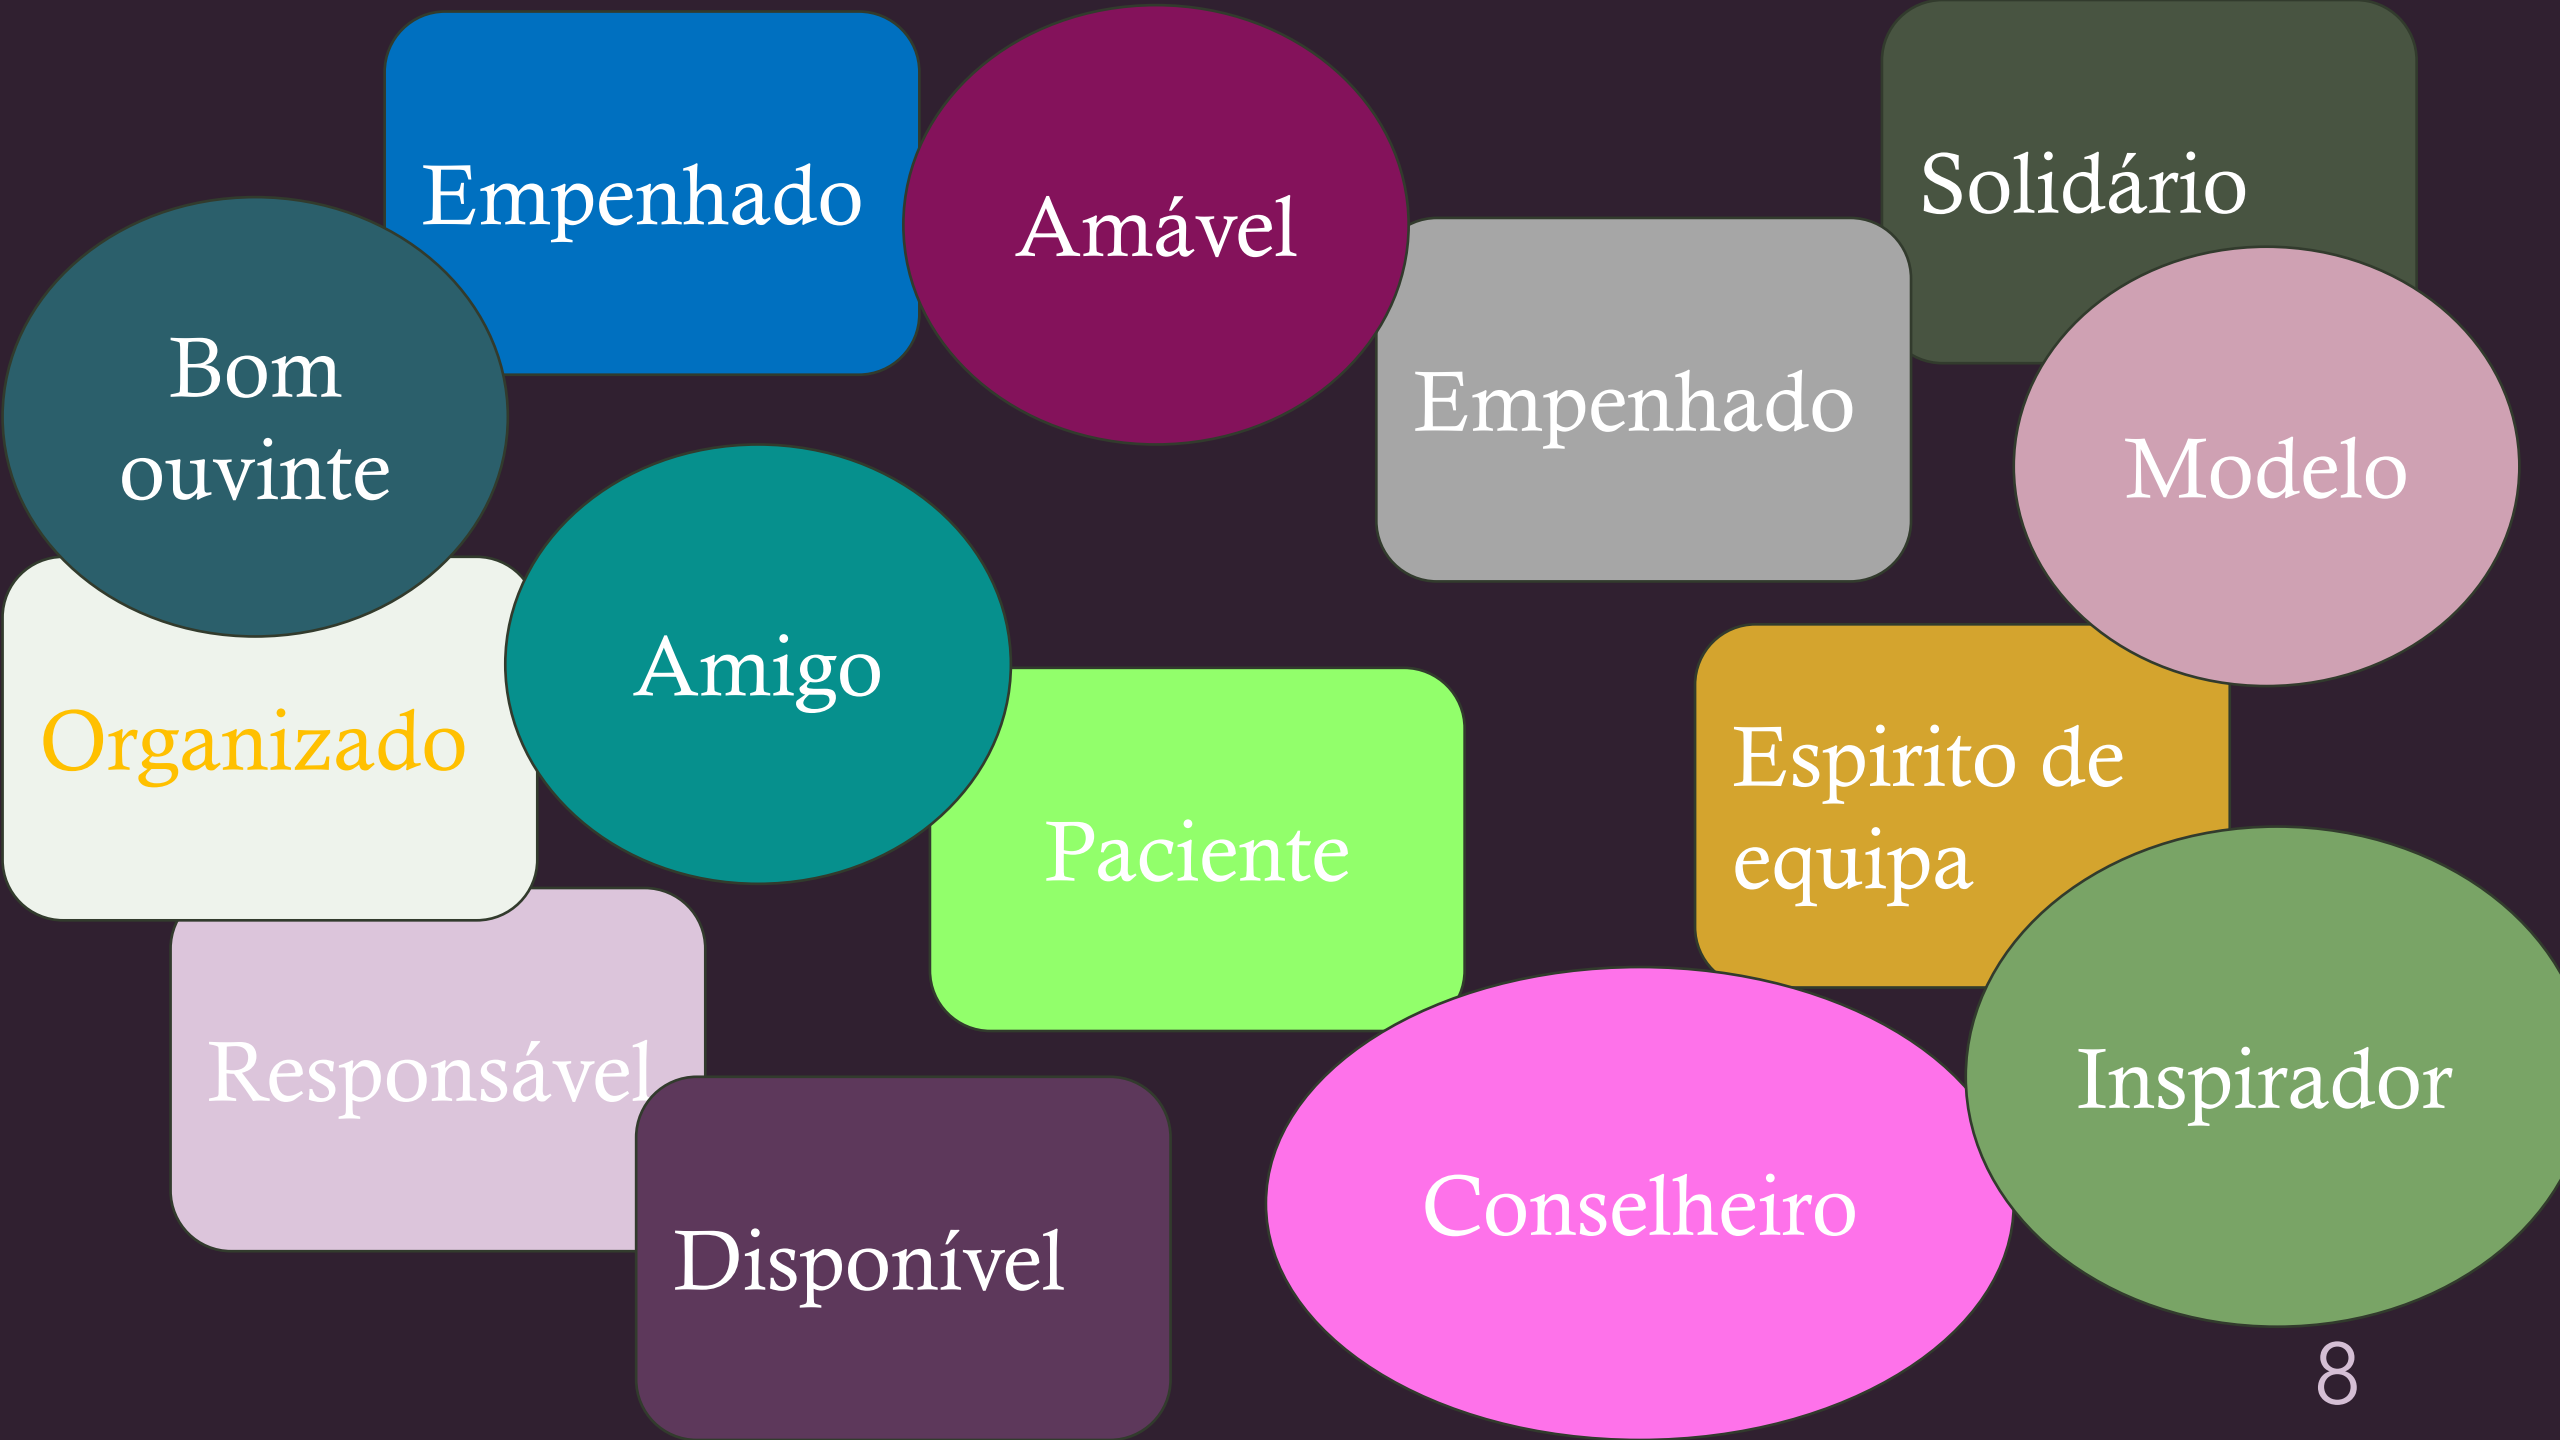 Empenhado
Amável
Solidário
Bom
ouvinte
Empenhado
Modelo
Amigo
Organizado
Espirito de
equipa
Paciente
Responsável
Inspirador
Conselheiro
Disponível
8